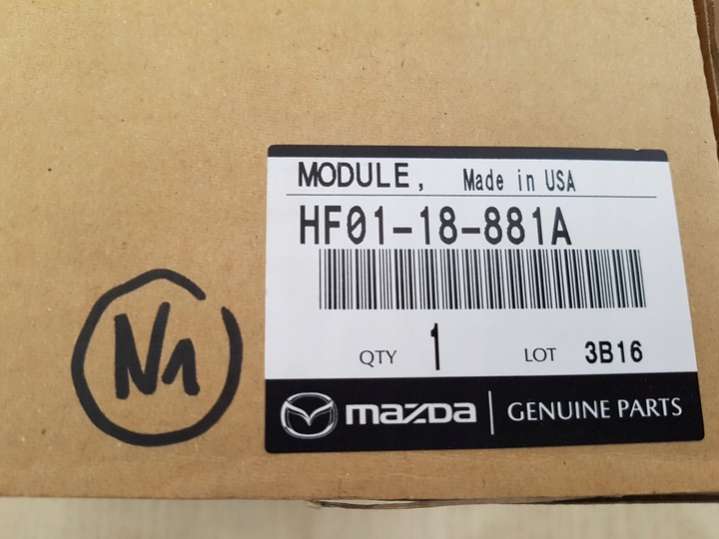 MODULE, Made in USA
HF01-18-881A
QTY 1 LOT 3B16
mazda | GENUINE PARTS
N1